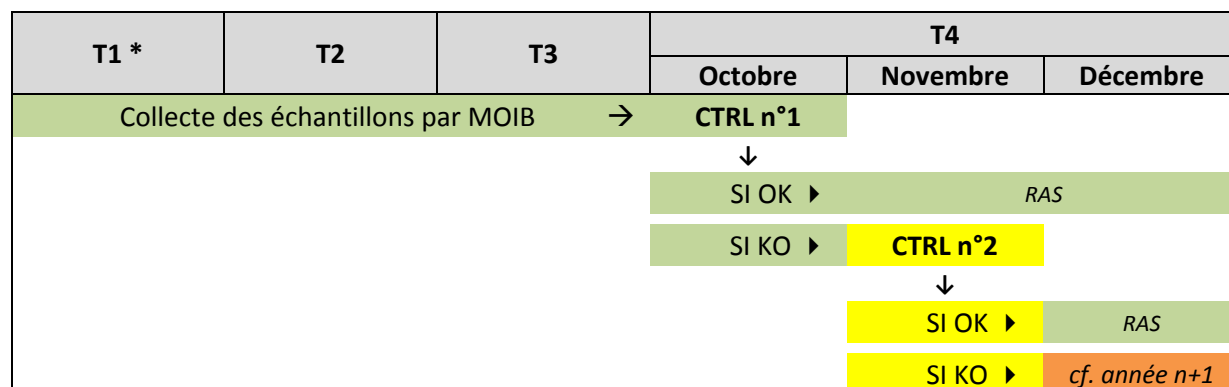 T1 * T2 T3 T4
Octobre Novembre Décembre
Collecte des échantillons par MOIB → CTRL n°1
↓
SI OK ▶ RAS
SI KO ▶ CTRL n°2
↓
SI OK ▶ RAS
SI KO ▶ cf. année n+1